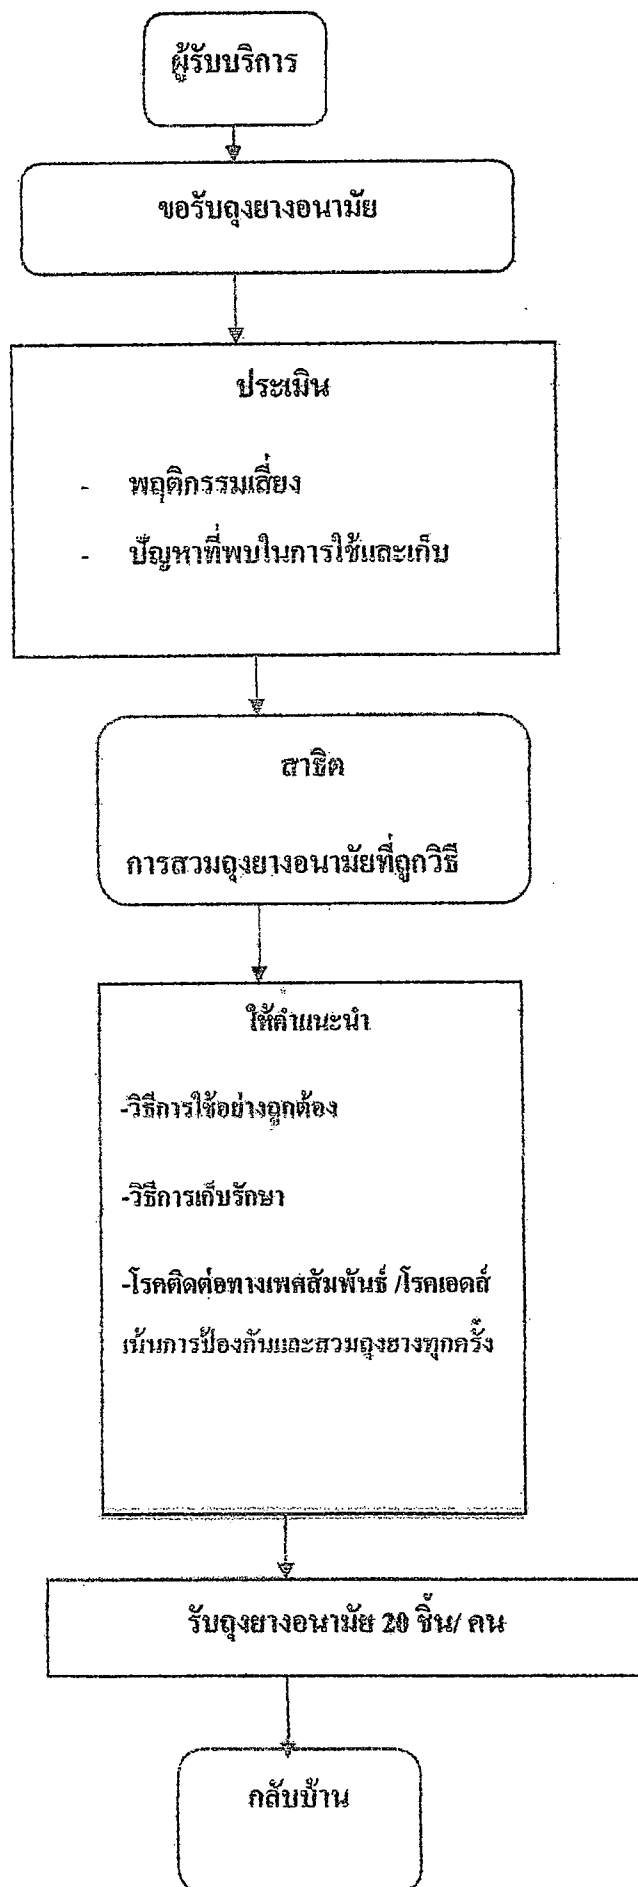 ผู้รับบริการ
ขอรับถุงยางอนามัย
ประเมิน
- พฤติกรรมเสี่ยง
- ปัญหาที่พบในการใช้และเก็บ
สาธิต
การสวมถุงยางอนามัยที่ถูกวิธี
ให้คำแนะนำ
-วิธีการใช้อย่างถูกต้อง
-วิธีการเก็บรักษา
-โรคติดต่อทางเพศสัมพันธ์ /โรคเอดส์
เน้นการป้องกันและสวมถุงยางทุกครั้ง
รับถุงยางอนามัย 20 ชิ้น/ คน
กลับบ้าน